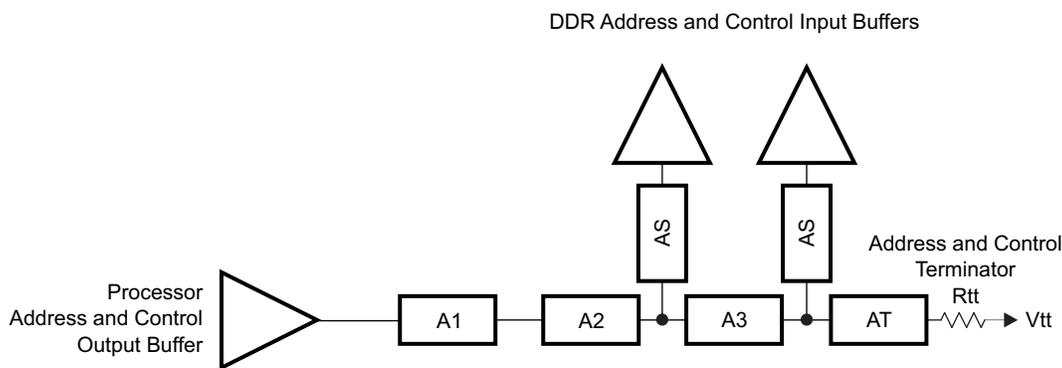 DDR Address and Control Input Buffers
AS
AS
Processor
Address and Control
Output Buffer
A1
A2
A3
AT
Address and Control
Terminator
Rtt
Vtt